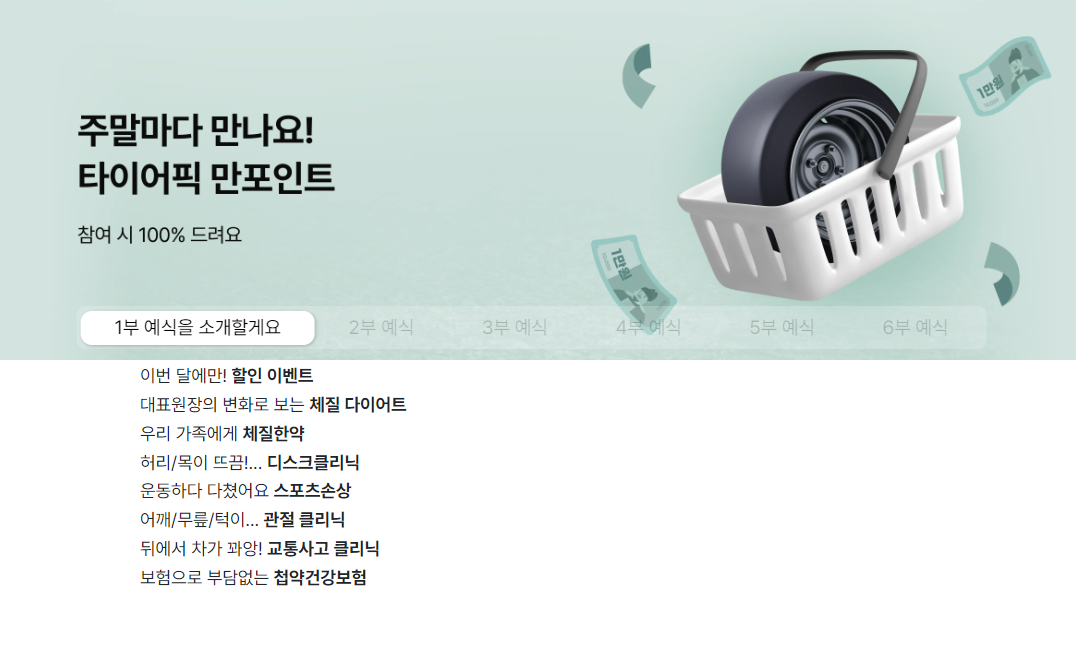 주말마다 만나요!
타이어픽 만포인트
참여 시 100% 드려요
1만원
1만원
1부 예식을 소개할게요 2부 예식 3부 예식 4부 예식 5부 예식 6부 예식
이번 달에만! 할인 이벤트
대표원장의 변화로 보는 체질 다이어트
우리 가족에게 체질한약
허리/목이 뜨끔!... 디스크클리닉
운동하다 다쳤어요 스포츠손상
어깨/무릎/턱이... 관절 클리닉
뒤에서 차가 꽈앙! 교통사고 클리닉
보험으로 부담없는 첩약건강보험